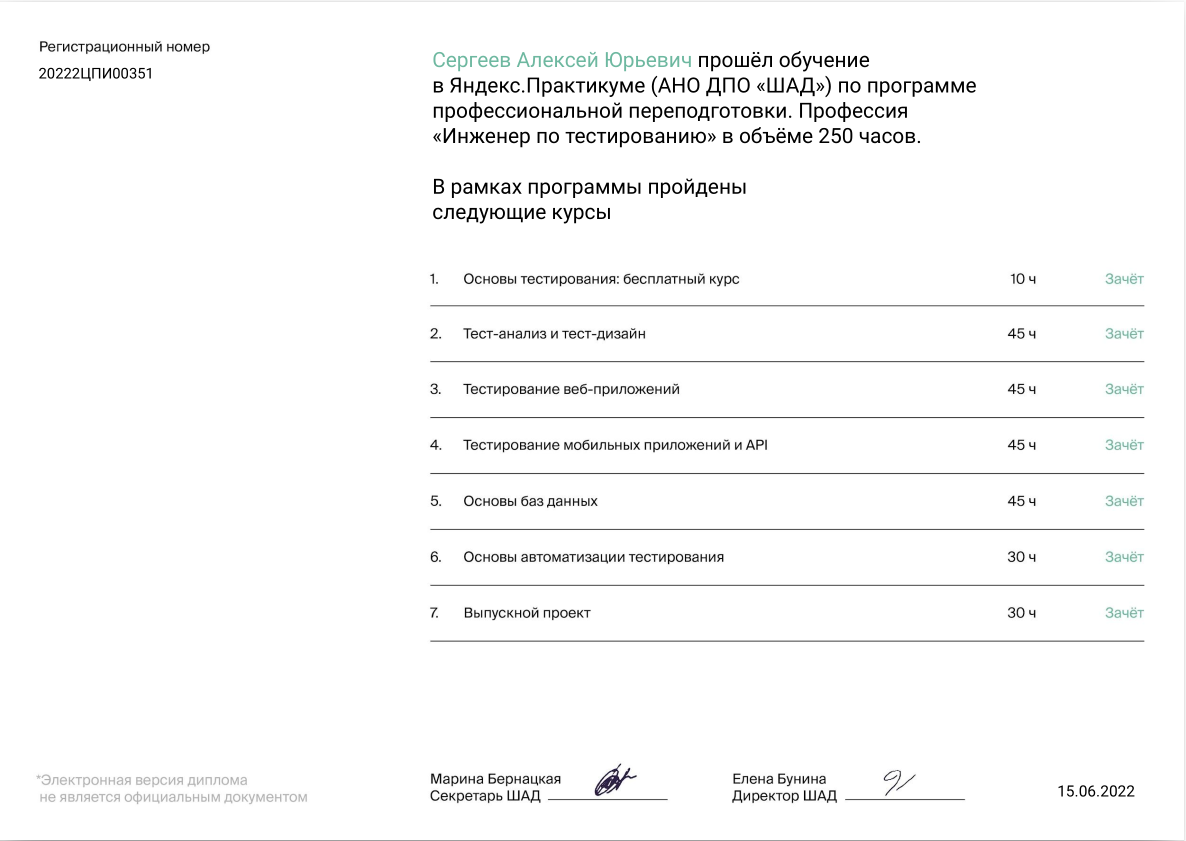 Регистрационный номер
20222ЦПИ00351
Сергеев Алексей Юрьевич прошёл обучение
в Яндекс.Практикуме (АНО ДПО «ШАД») по программе
профессиональной переподготовки. Профессия
«Инженер по тестированию» в объёме 250 часов.
В рамках программы пройдены
следующие курсы
1. Основы тестирования: бесплатный курс 10 ч Зачёт
2. Тест-анализ и тест-дизайн 45 ч Зачёт
3. Тестирование веб-приложений 45 ч Зачёт
4. Тестирование мобильных приложений и API 45 ч Зачёт
5. Основы баз данных 45 ч Зачёт
6. Основы автоматизации тестирования 30 ч Зачёт
7. Выпускной проект 30 ч Зачёт
*Электронная версия диплома
не является официальным документом
Марина Бернацкая
Секретарь ШАД
Елена Бунина
Директор ШАД
15.06.2022